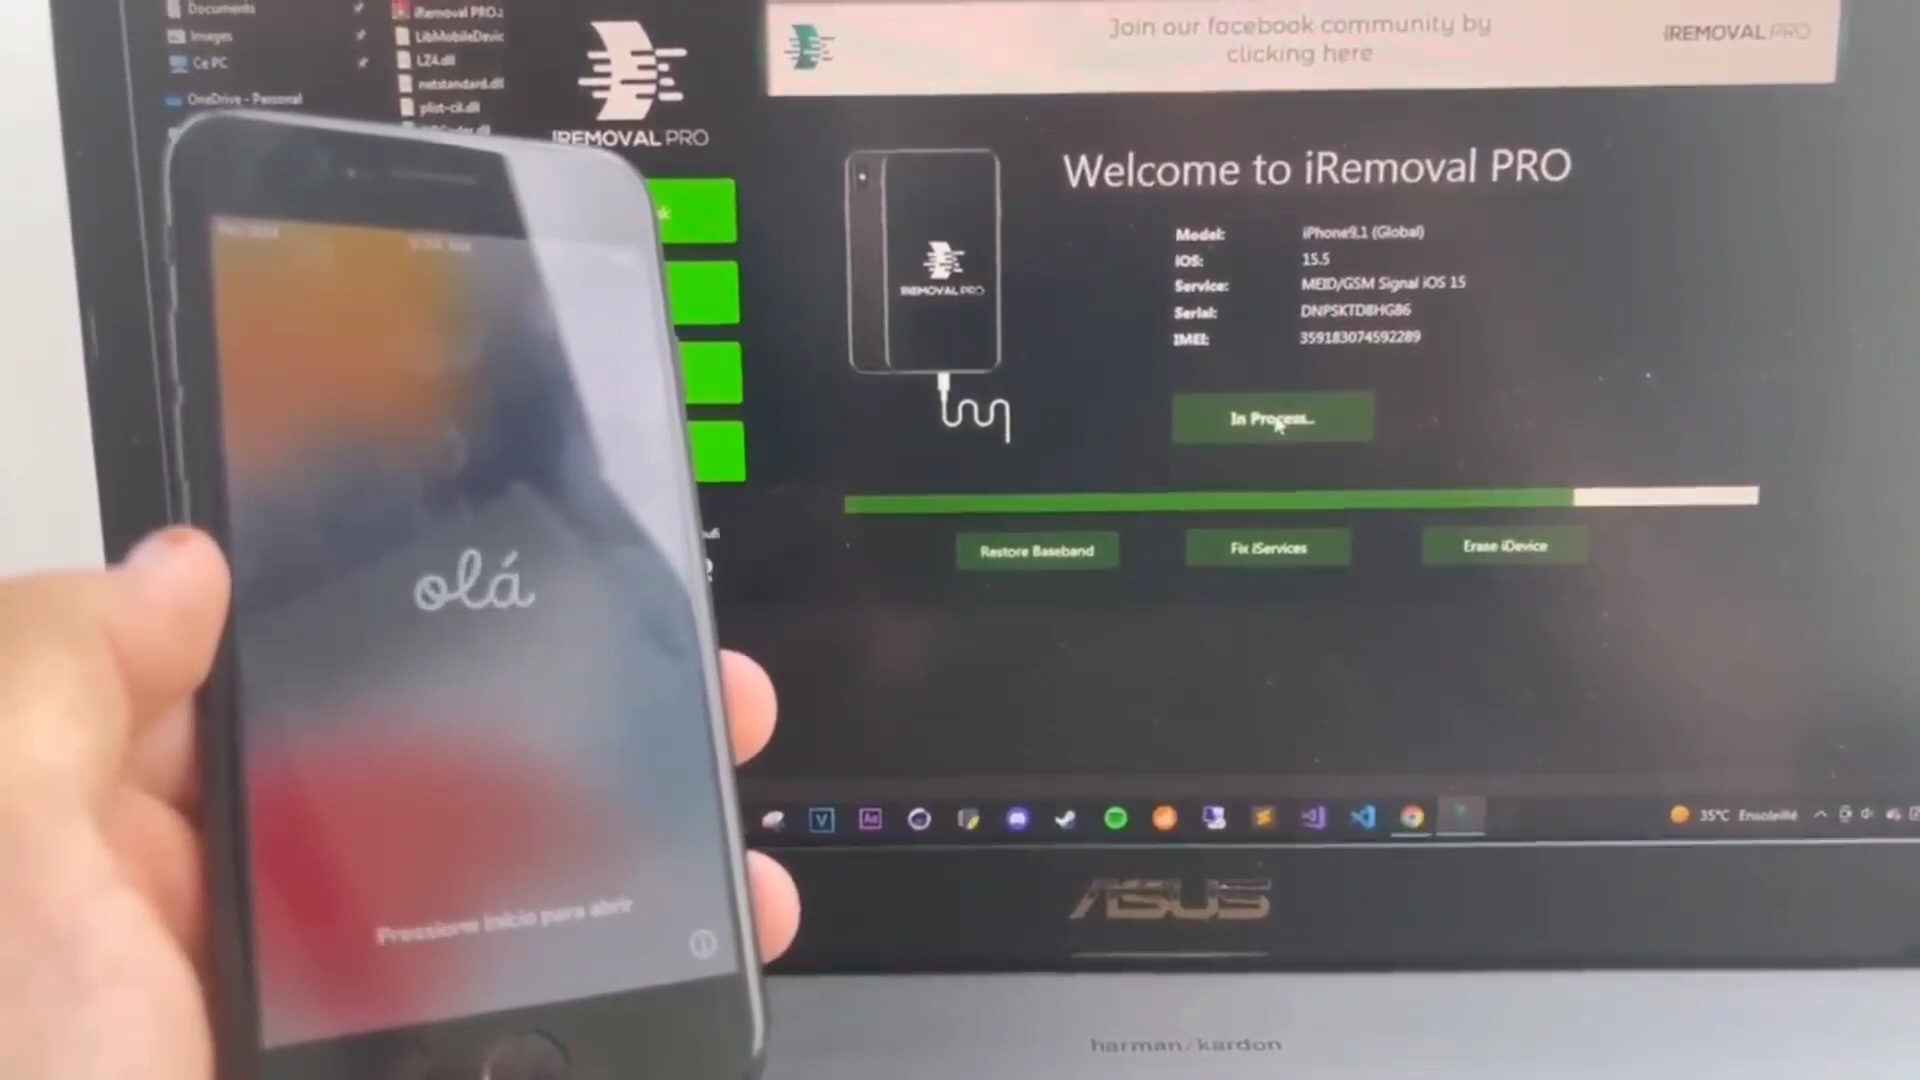 Documents
Images
Ce PC
OneDrive - Personal
iRemoval PRO.z
LibMobileDevic
LZ4.dll
netstandard.dll
plist-cil.dll
iREMOVAL PRO
Join our facebook community by
clicking here
iREMOVAL PRO
Welcome to iRemoval PRO
Model: iPhone9,1 (Global)
iOS: 15.5
Service: MEID/GSM Signal iOS 15
Serial: DNPSKTD8HG86
IMEI: 359183074592289
iREMOVAL PRO
In Process..
Restore Baseband
Fix iServices
Erase iDevice
olá
Pressione Início para abrir
35°C Ensoleillé
ASUS
harman/kardon